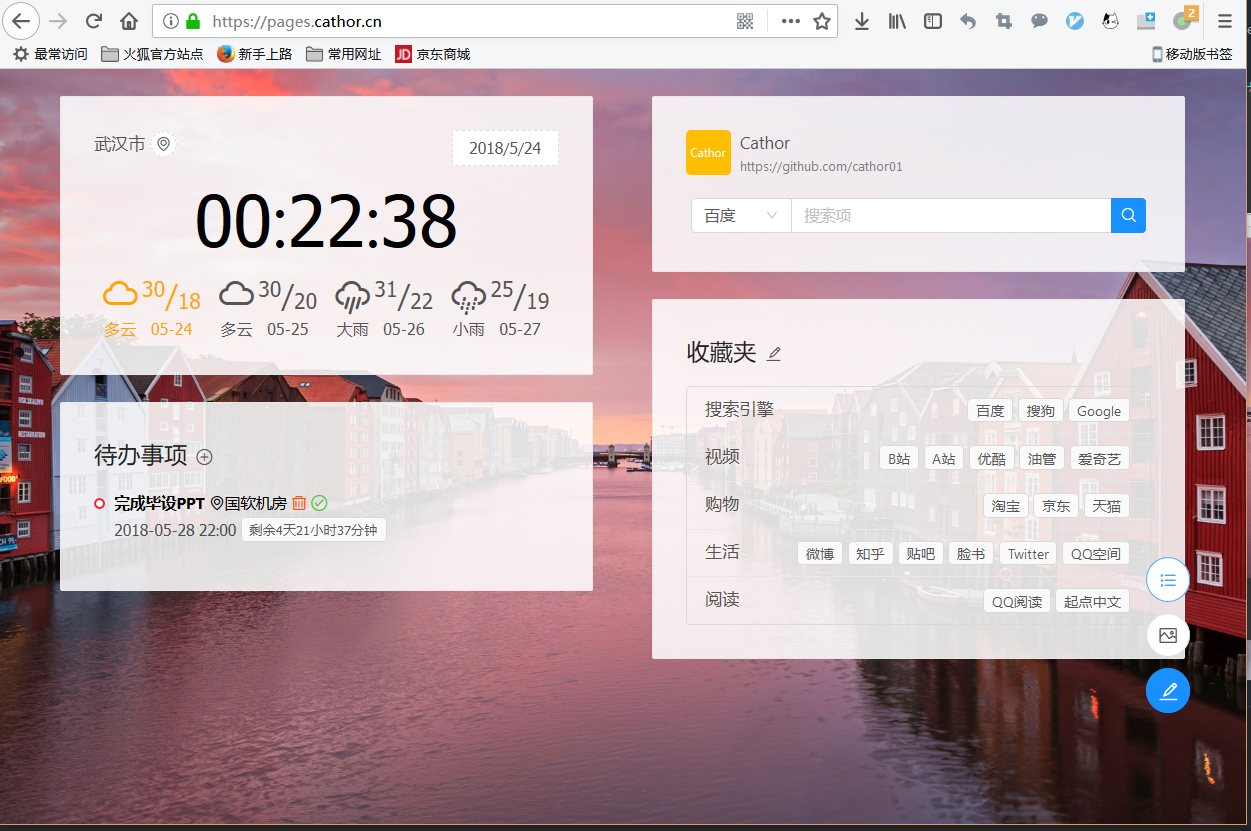 https://pages.cathor.cn
2
最常访问 火狐官方站点 新手上路 常用网址 JD 京东商城 移动版书签
武汉市 2018/5/24
00:22:38
30/18 30/20 31/22 25/19
多云 05-24 多云 05-25 大雨 05-26 小雨 05-27
待办事项
完成毕设PPT 国软机房
2018-05-28 22:00 剩余4天21小时37分钟
Cathor Cathor
https://github.com/cathor01
百度 搜索项
收藏夹
搜索引擎 百度 搜狗 Google
视频 B站 A站 优酷 油管 爱奇艺
购物 淘宝 京东 天猫
生活 微博 知乎 贴吧 脸书 Twitter QQ空间
阅读 QQ阅读 起点中文